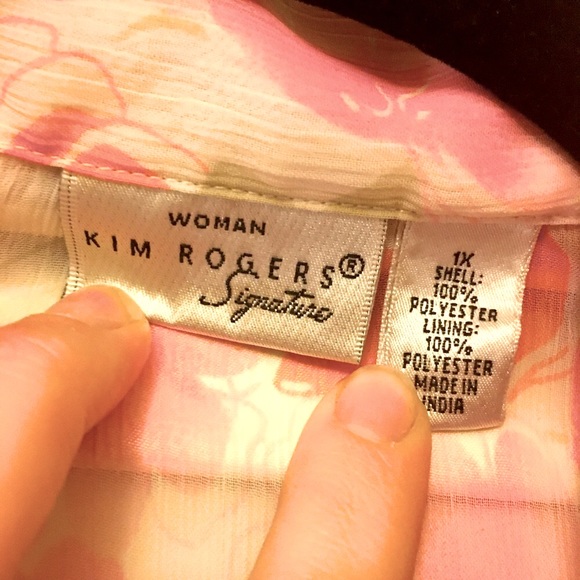 WOMAN
KIM ROGERS®
Signature
1X
SHELL:
100%
POLYESTER
LINING:
100%
POLYESTER
MADE IN
INDIA